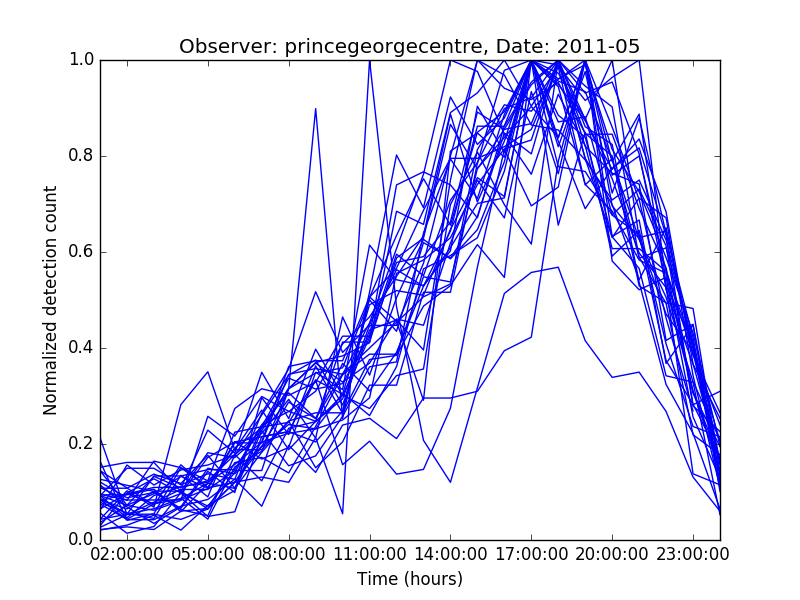 Observer: princegeorgecentre, Date: 2011-05
1.0
0.8
0.6
0.4
0.2
0.0
Normalized detection count
02:00:00 05:00:00 08:00:00 11:00:00 14:00:00 17:00:00 20:00:00 23:00:00
Time (hours)